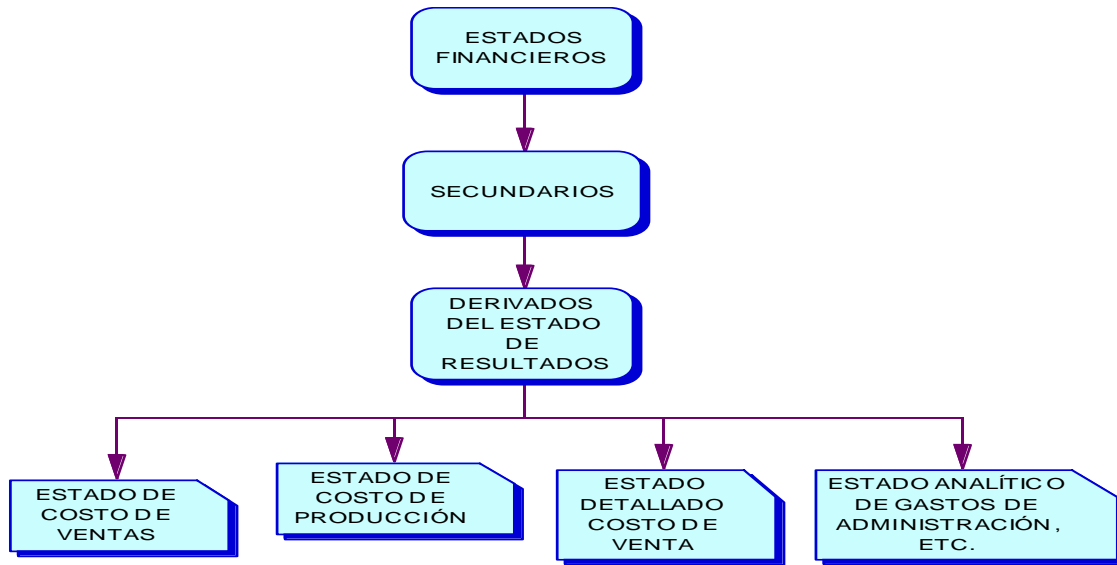 ESTADOS
FINANCIEROS
SECUNDARIOS
DERIVADOS
DEL ESTADO
DE
RESULTADOS
ESTADO DE
COSTO DE
VENTAS
ESTADO DE
COSTO DE
PRODUCCIÓN
ESTADO
DETALLADO
COSTO DE
VENTA
ESTADO ANALÍTICO
DE GASTOS DE
ADMINISTRACIÓN,
ETC.